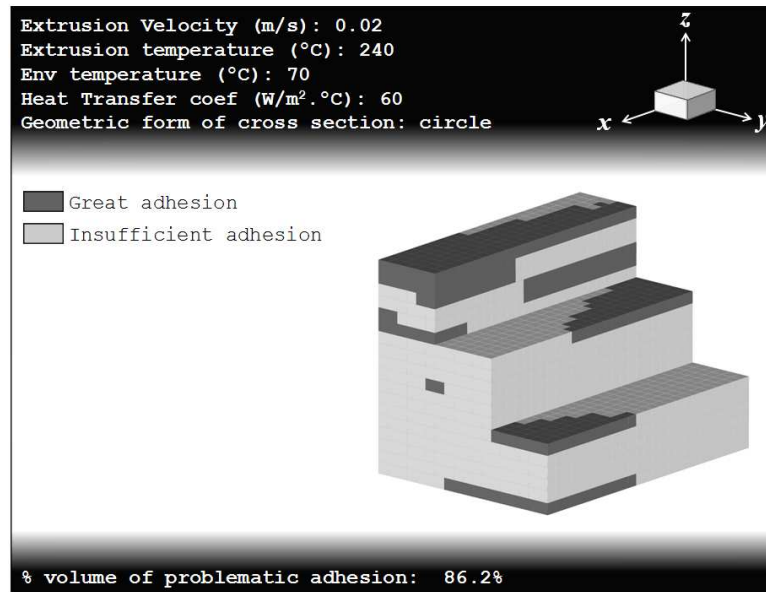 Extrusion Velocity (m/s): 0.02
Extrusion temperature (°C): 240
Env temperature (°C): 70
Heat Transfer coef (W/m².°C): 60
Geometric form of cross section: circle
z
x
y
Great adhesion
Insufficient adhesion
% volume of problematic adhesion: 86.2%